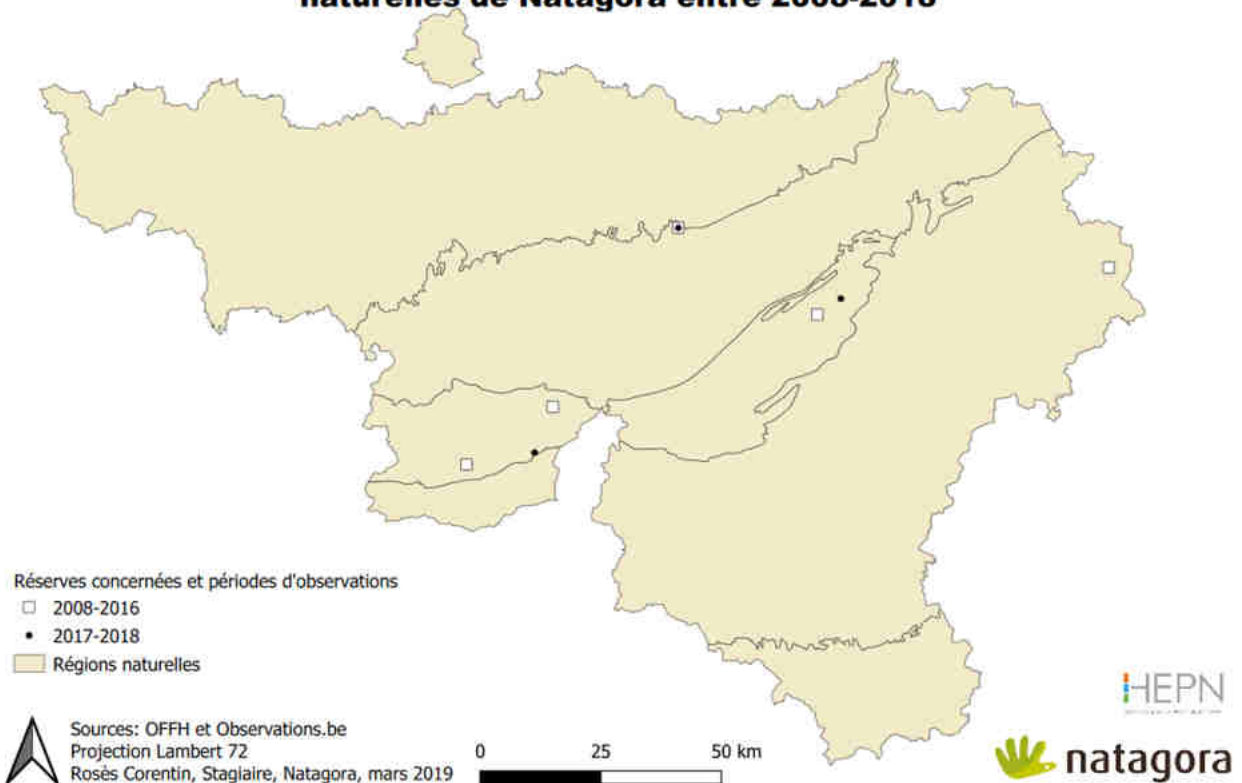 naturelles de Natagora entre 2008-2018
Réserves concernées et périodes d'observations
2008-2016
2017-2018
Régions naturelles
Sources: OFFH et Observations.be
Projection Lambert 72
Rosès Corentin, Stagiaire, Natagora, mars 2019
0 25 50 km
HEPN
natagora